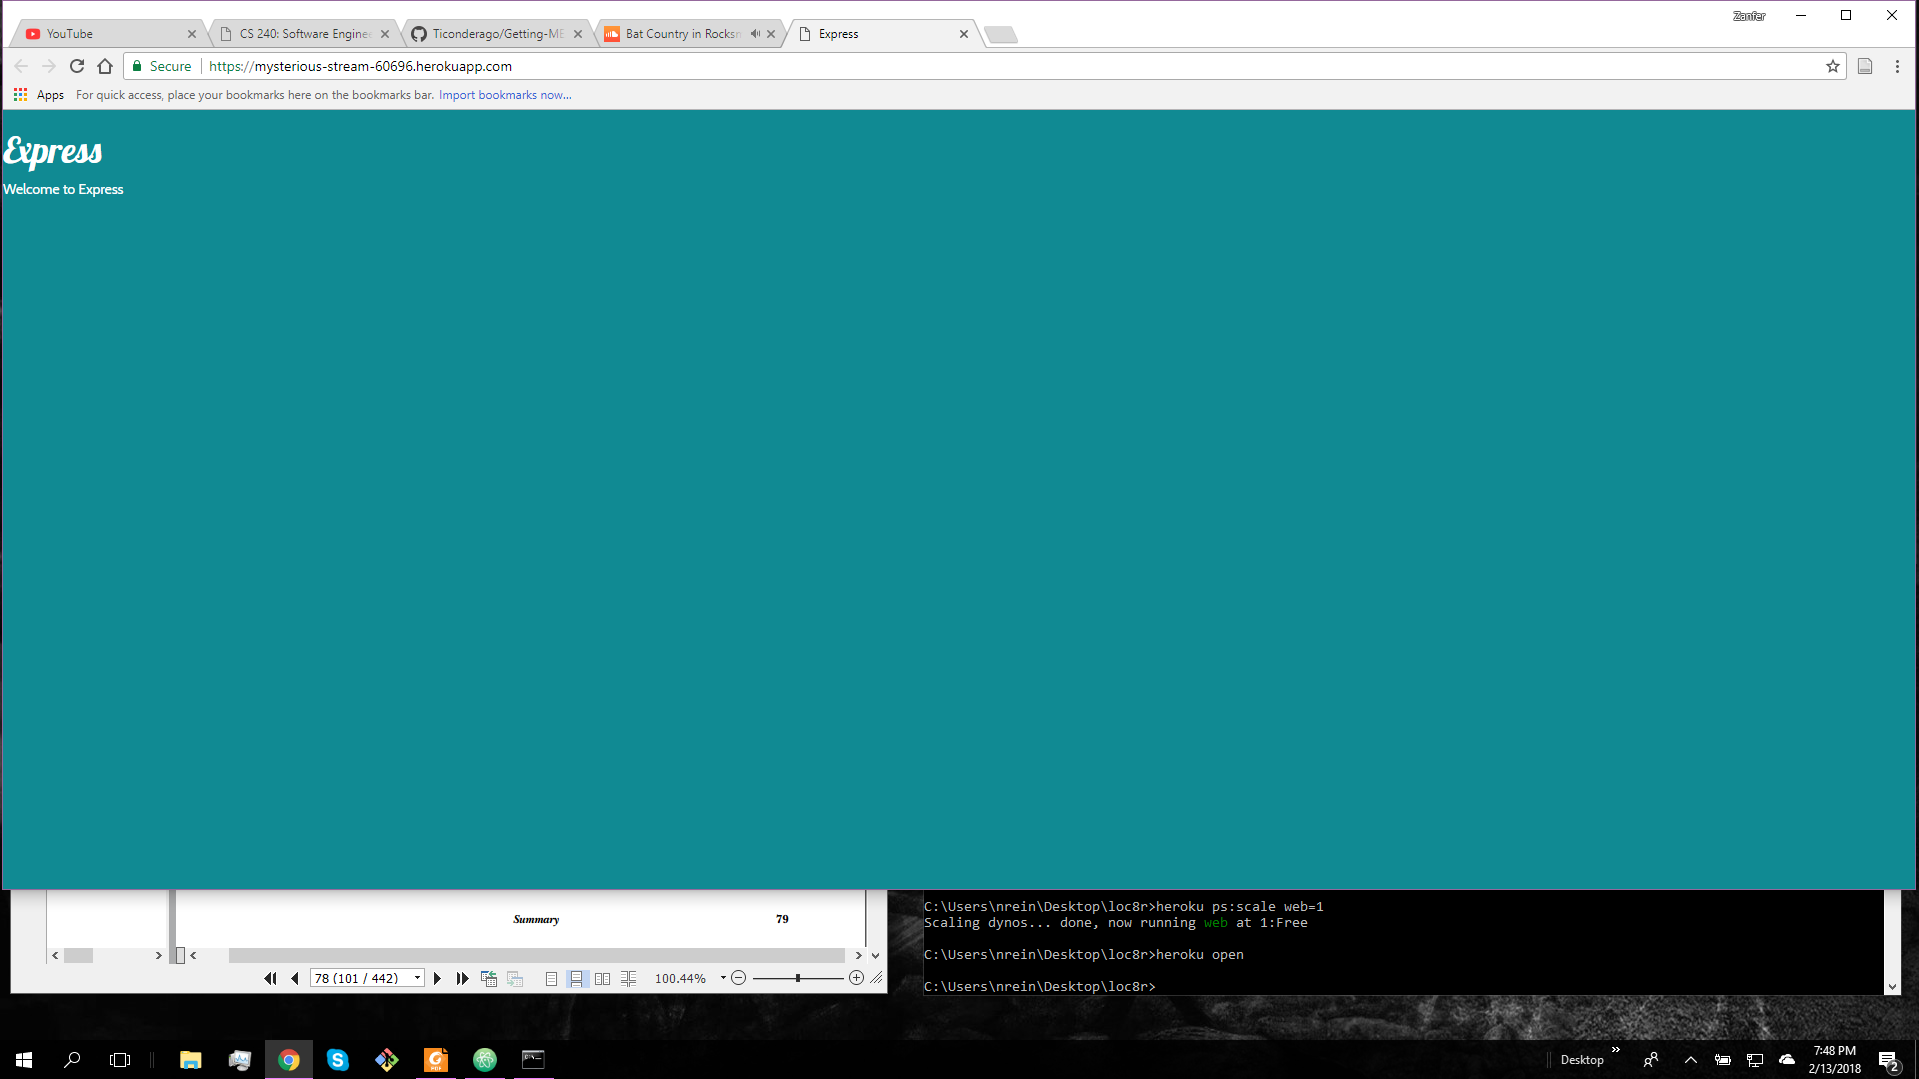 Zanfer
YouTube
CS 240: Software Enginee
Ticonderago/Getting-ME
Bat Country in Rocksm
Express
Secure
https://mysterious-stream-60696.herokuapp.com
Apps
For quick access, place your bookmarks here on the bookmarks bar.
Import bookmarks now...
Express
Welcome to Express
Summary
79
78 (101 / 442)
100.44%
C:\Users\nrein\Desktop\loc8r>heroku ps:scale web=1
Scaling dynos... done, now running web at 1:Free
C:\Users\nrein\Desktop\loc8r>heroku open
C:\Users\nrein\Desktop\loc8r>
Desktop
7:48 PM
2/13/2018
2